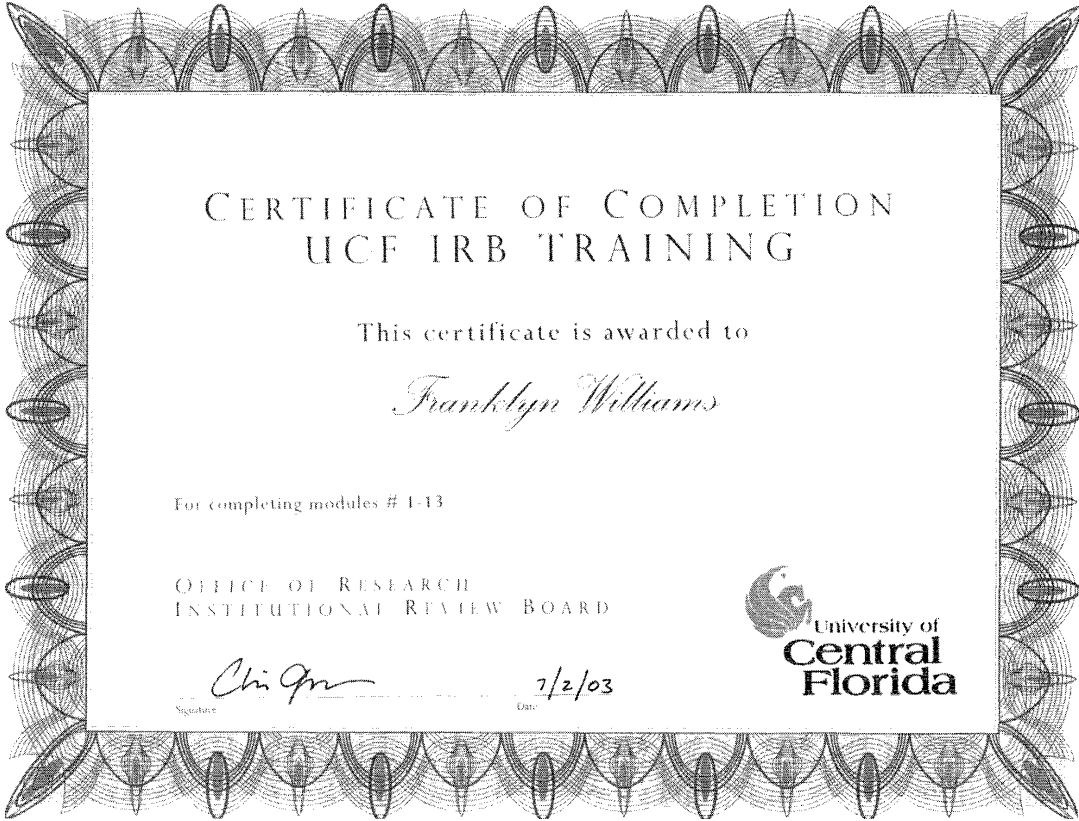 CERTIFICATE OF COMPLETION
UCF IRB TRAINING
This certificate is awarded to
Franklyn Williams
For completing modules # 1-13
OFFICE OF RESEARCH
INSTITUTIONAL REVIEW BOARD
University of
Central
Florida
7/2/03
Signature
Date